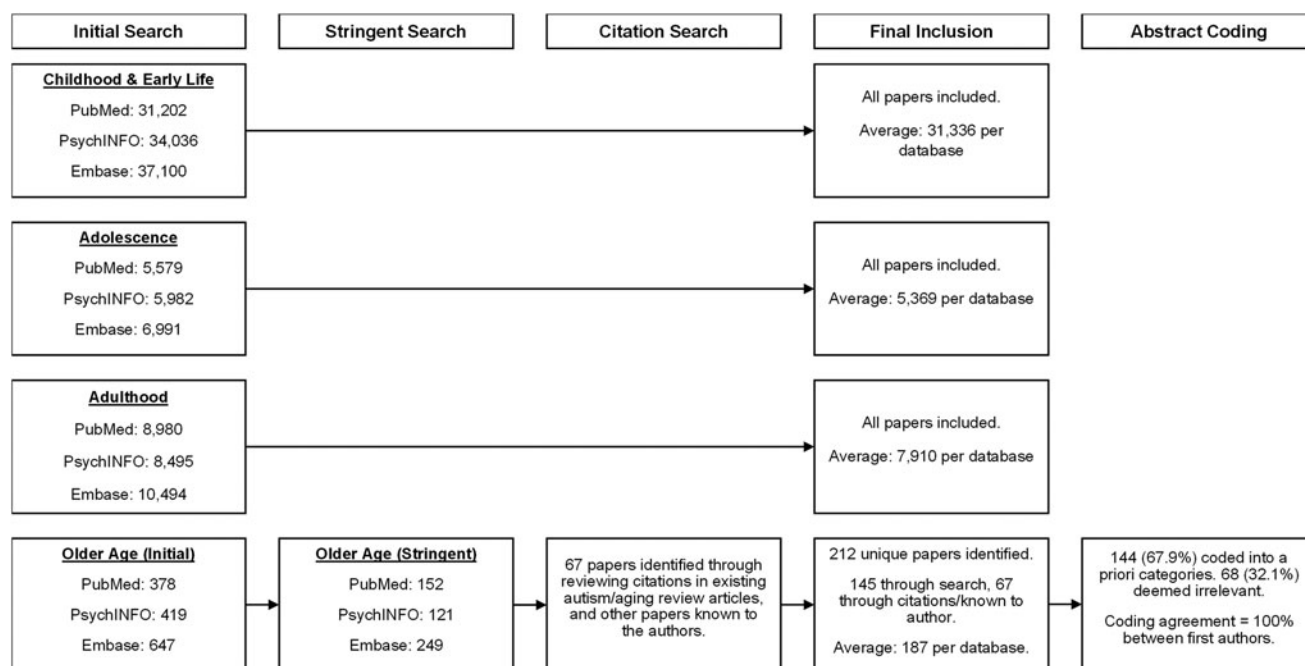 Initial Search
Stringent Search
Citation Search
Final Inclusion
Abstract Coding
Childhood & Early Life
PubMed: 31,202
PsychINFO: 34,036
Embase: 37,100
All papers included.
Average: 31,336 per
database
Adolescence
PubMed: 5,579
PsychINFO: 5,982
Embase: 6,991
All papers included.
Average: 5,369 per database
Adulthood
PubMed: 8,980
PsychINFO: 8,495
Embase: 10,494
All papers included.
Average: 7,910 per database
Older Age (Initial)
PubMed: 378
PsychINFO: 419
Embase: 647
Older Age (Stringent)
PubMed: 152
PsychINFO: 121
Embase: 249
67 papers identified through
reviewing citations in existing
autism/aging review articles,
and other papers known to
the authors.
212 unique papers identified.
145 through search, 67
through citations/known to
author.
Average: 187 per database.
144 (67.9%) coded into a
priori categories. 68 (32.1%)
deemed irrelevant.
Coding agreement = 100%
between first authors.